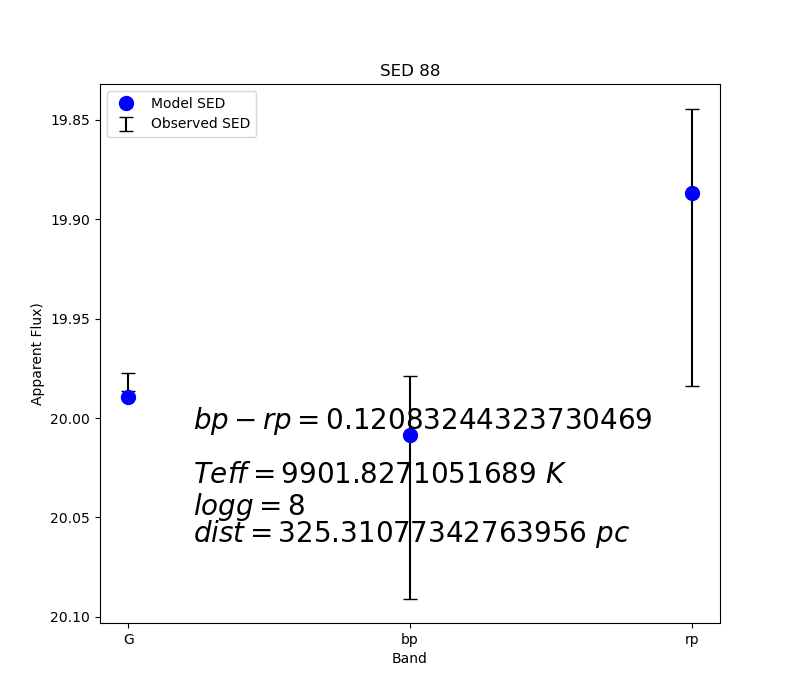 SED 88
Model SED
Observed SED
19.85
19.90
19.95
20.00
20.05
20.10
Apparent Flux)
bp − rp = 0.12083244323730469
Teff = 9901.8271051689 K
logg = 8
dist = 325.31077342763956 pc
G bp rp
Band